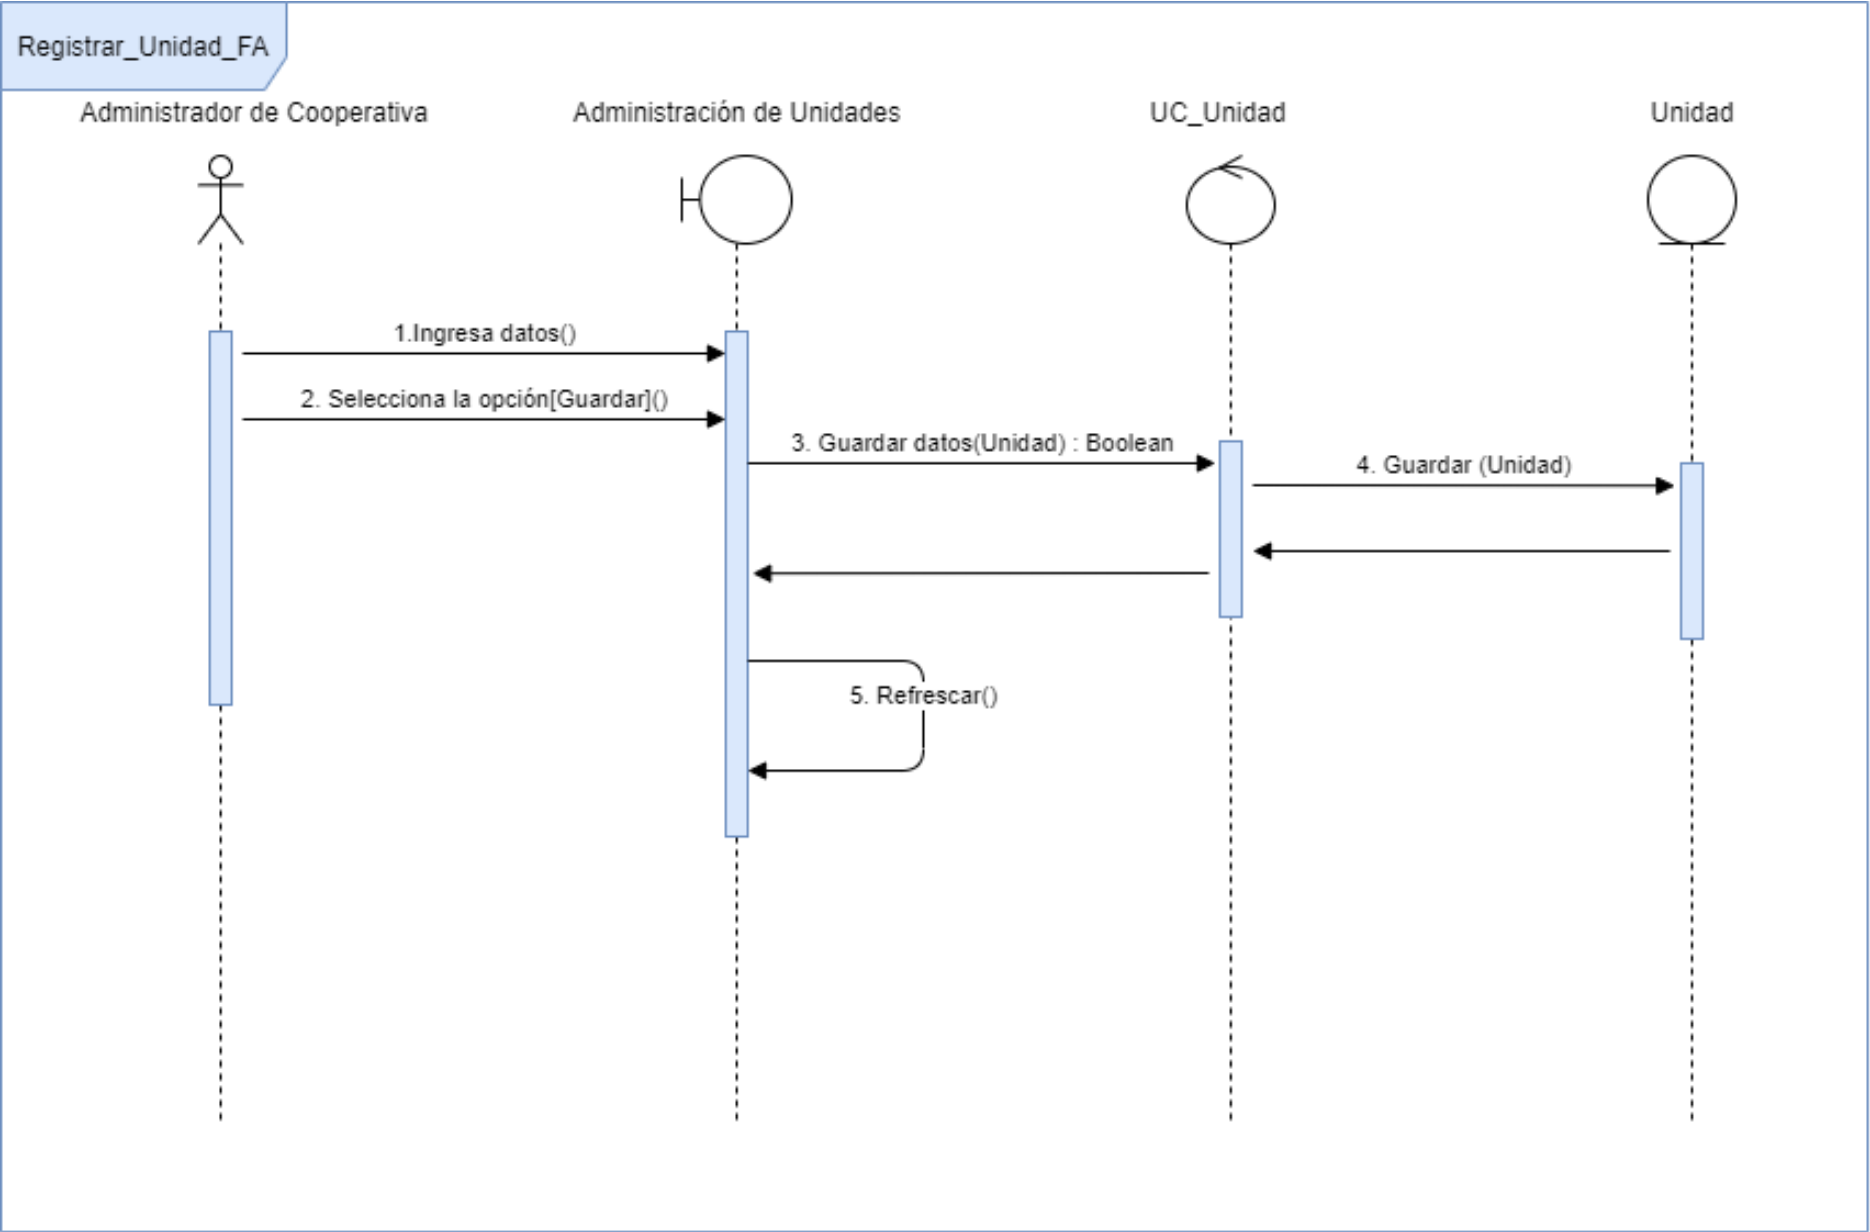 Registrar_Unidad_FA
Administrador de Cooperativa
Administración de Unidades
UC_Unidad
Unidad
1.Ingresa datos()
2. Selecciona la opción[Guardar]()
3. Guardar datos(Unidad) : Boolean
4. Guardar (Unidad)
5. Refrescar()